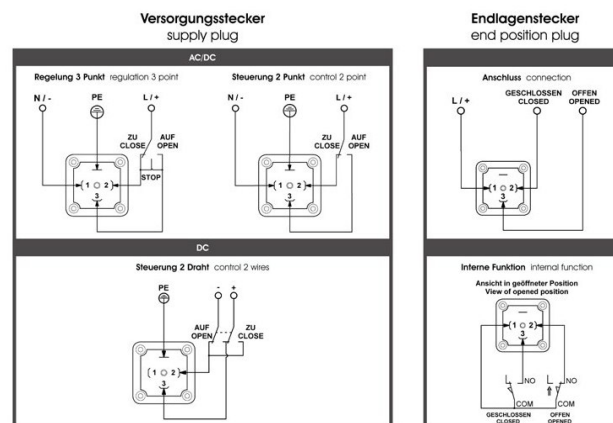 Versorgungsstecker
supply plug
AC/DC
Regelung 3 Punkt regulation 3 point
N / -
PE
L / +
ZU
CLOSE
AUF
OPEN
STOP
1 2
3
Steuerung 2 Punkt control 2 point
N / -
PE
L / +
ZU
CLOSE
AUF
OPEN
1 2
3
DC
Steuerung 2 Draht control 2 wires
PE
- +
AUF
OPEN
ZU
CLOSE
1 2
3
Endlagenstecker
end position plug
Anschluss connection
L / +
GESCHLOSSEN
CLOSED
OFFEN
OPENED
1 2
3
Interne Funktion internal function
Ansicht in geöffneter Position
View of opened position
1 2
3
NO NO
COM COM
GESCHLOSSEN
CLOSED
OFFEN
OPENED